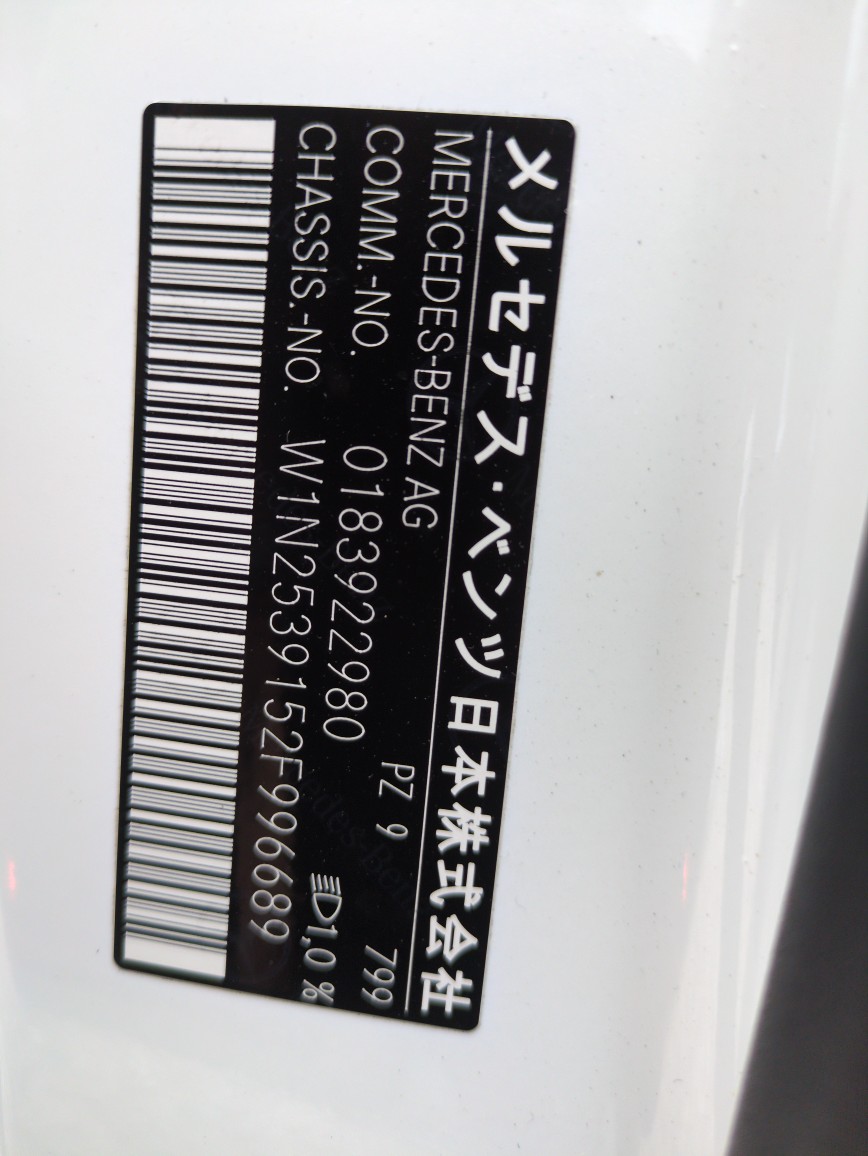 メルセデス・ベンツ日本株式会社
MERCEDES-BENZ AG
COMM.-NO. 0183922980 PZ 9 799
CHASSIS.-NO. W1N2539152F996689 1,0 %